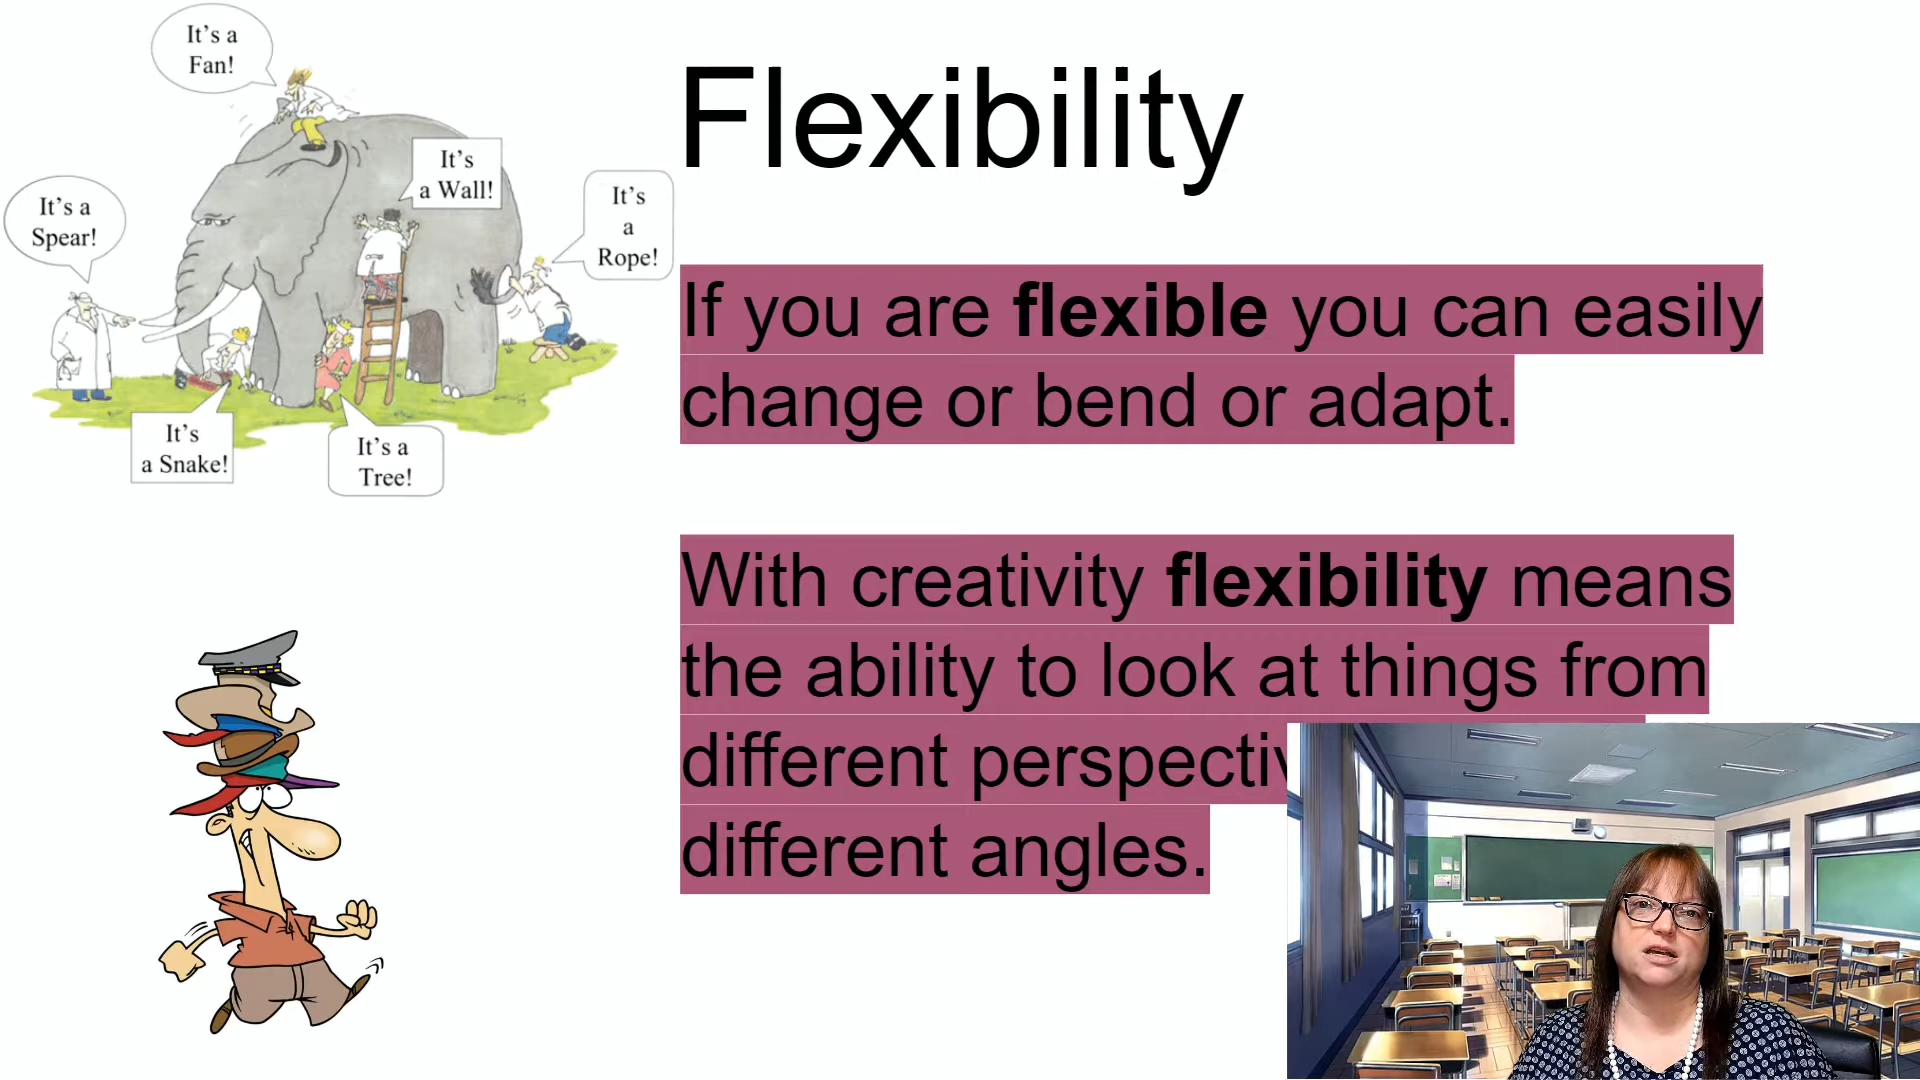 It's a
Fan!
It's
a Wall!
It's
a
Rope!
It's a
Spear!
It's
a Snake!
It's a
Tree!
Flexibility
If you are flexible you can easily
change or bend or adapt.
With creativity flexibility means
the ability to look at things from
different
different angles.